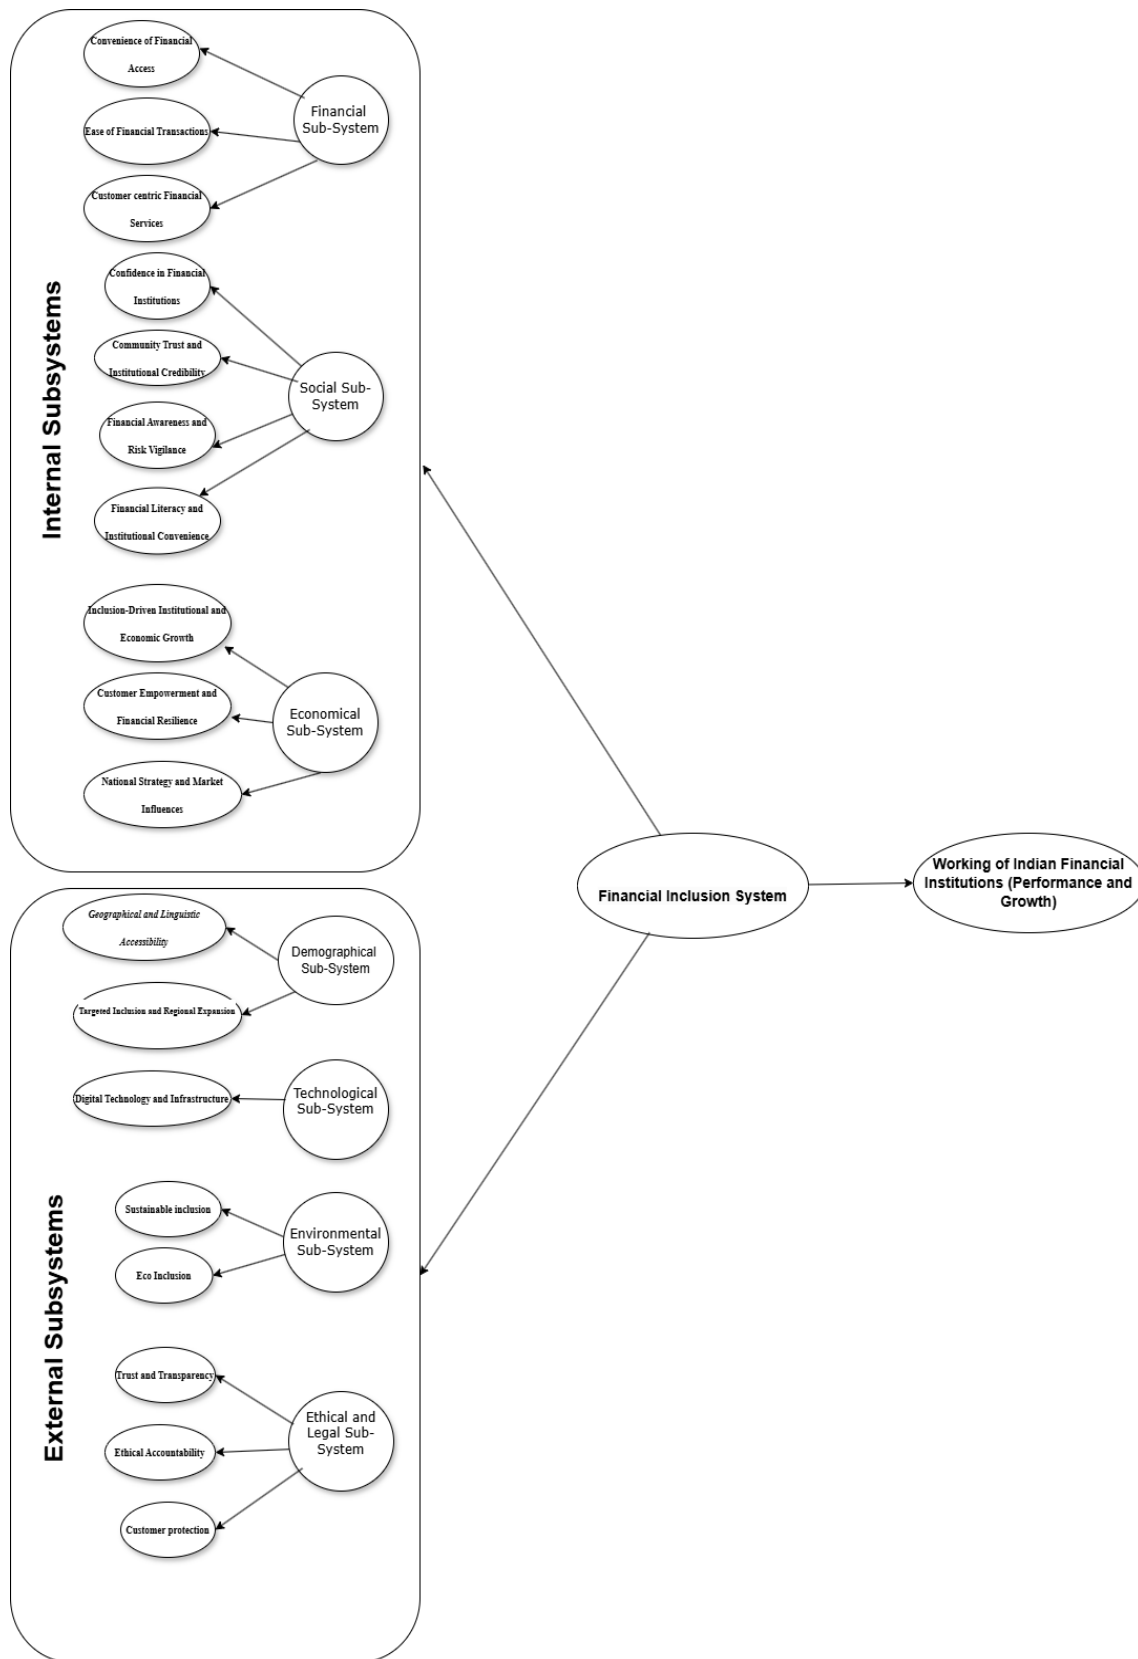 Internal Subsystems
Convenience of Financial
Access
Ease of Financial Transactions
Customer centric Financial
Services
Financial
Sub-System
Confidence in Financial
Institutions
Community Trust and
Institutional Credibility
Financial Awareness and
Risk Vigilance
Financial Literacy and
Institutional Convenience
Social Sub-
System
Inclusion-Driven Institutional and
Economic Growth
Customer Empowerment and
Financial Resilience
National Strategy and Market
Influences
Economical
Sub-System
External Subsystems
Geographical and Linguistic
Accessibility
Targeted Inclusion and Regional Expansion
Demographical
Sub-System
Digital Technology and Infrastructure
Technological
Sub-System
Sustainable inclusion
Eco Inclusion
Environmental
Sub-System
Trust and Transparency
Ethical Accountability
Customer protection
Ethical and
Legal Sub-
System
Financial Inclusion System
Working of Indian Financial
Institutions (Performance and
Growth)